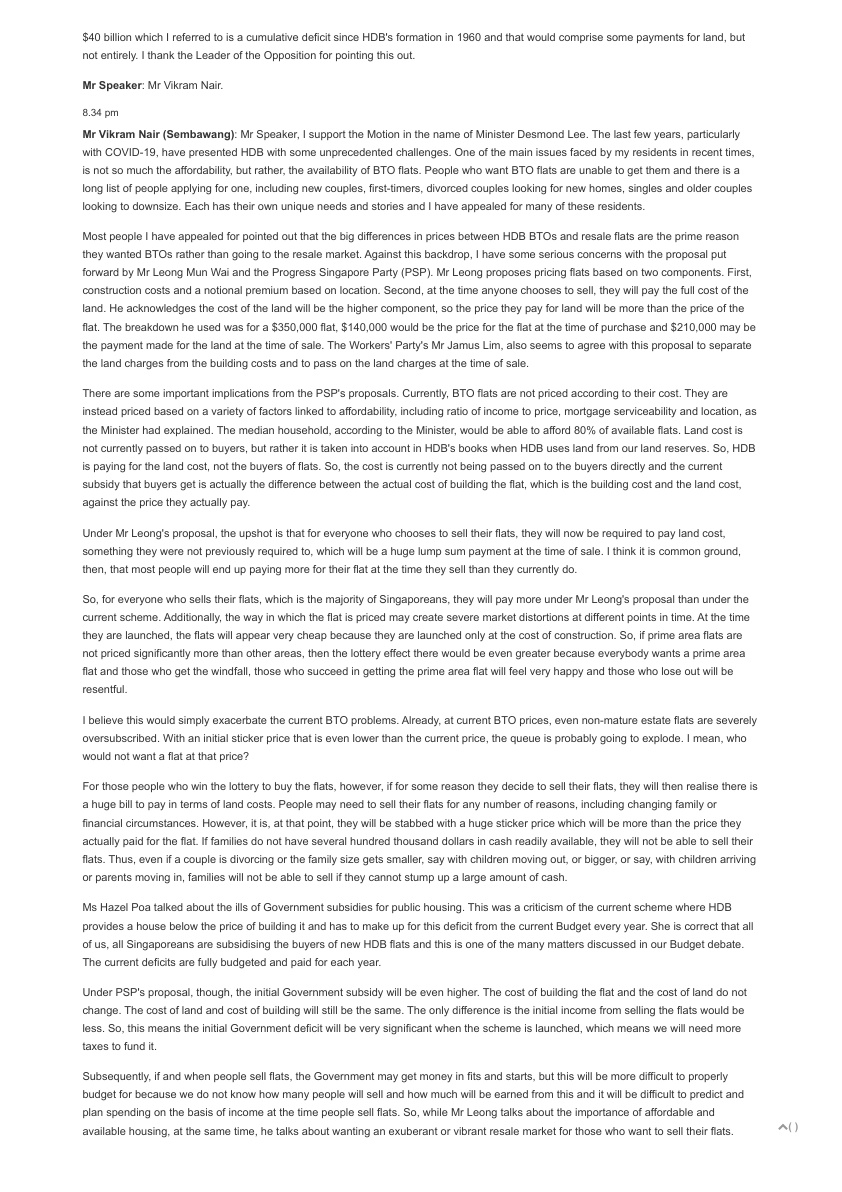 $40 billion which I referred to is a cumulative deficit since HDB's formation in 1960 and that would comprise some payments for land, but
not entirely. I thank the Leader of the Opposition for pointing this out.
Mr Speaker: Mr Vikram Nair.
8.34 pm
Mr Vikram Nair (Sembawang): Mr Speaker, I support the Motion in the name of Minister Desmond Lee. The last few years, particularly
with COVID-19, have presented HDB with some unprecedented challenges. One of the main issues faced by my residents in recent times,
is not so much the affordability, but rather, the availability of BTO flats. People who want BTO flats are unable to get them and there is a
long list of people applying for one, including new couples, first-timers, divorced couples looking for new homes, singles and older couples
looking to downsize. Each has their own unique needs and stories and I have appealed for many of these residents.
Most people I have appealed for pointed out that the big differences in prices between HDB BTOs and resale flats are the prime reason
they wanted BTOs rather than going to the resale market. Against this backdrop, I have some serious concerns with the proposal put
forward by Mr Leong Mun Wai and the Progress Singapore Party (PSP). Mr Leong proposes pricing flats based on two components. First,
construction costs and a notional premium based on location. Second, at the time anyone chooses to sell, they will pay the full cost of the
land. He acknowledges the cost of the land will be the higher component, so the price they pay for land will be more than the price of the
flat. The breakdown he used was for a $350,000 flat, $140,000 would be the price for the flat at the time of purchase and $210,000 may be
the payment made for the land at the time of sale. The Workers' Party's Mr Jamus Lim, also seems to agree with this proposal to separate
the land charges from the building costs and to pass on the land charges at the time of sale.
There are some important implications from the PSP's proposals. Currently, BTO flats are not priced according to their cost. They are
instead priced based on a variety of factors linked to affordability, including ratio of income to price, mortgage serviceability and location, as
the Minister had explained. The median household, according to the Minister, would be able to afford 80% of available flats. Land cost is
not currently passed on to buyers, but rather it is taken into account in HDB's books when HDB uses land from our land reserves. So, HDB
is paying for the land cost, not the buyers of flats. So, the cost is currently not being passed on to the buyers directly and the current
subsidy that buyers get is actually the difference between the actual cost of building the flat, which is the building cost and the land cost,
against the price they actually pay.
Under Mr Leong's proposal, the upshot is that for everyone who chooses to sell their flats, they will now be required to pay land cost,
something they were not previously required to, which will be a huge lump sum payment at the time of sale. I think it is common ground,
then, that most people will end up paying more for their flat at the time they sell than they currently do.
So, for everyone who sells their flats, which is the majority of Singaporeans, they will pay more under Mr Leong's proposal than under the
current scheme. Additionally, the way in which the flat is priced may create severe market distortions at different points in time. At the time
they are launched, the flats will appear very cheap because they are launched only at the cost of construction. So, if prime area flats are
not priced significantly more than other areas, then the lottery effect there would be even greater because everybody wants a prime area
flat and those who get the windfall, those who succeed in getting the prime area flat will feel very happy and those who lose out will be
resentful.
I believe this would simply exacerbate the current BTO problems. Already, at current BTO prices, even non-mature estate flats are severely
oversubscribed. With an initial sticker price that is even lower than the current price, the queue is probably going to explode. I mean, who
would not want a flat at that price?
For those people who win the lottery to buy the flats, however, if for some reason they decide to sell their flats, they will then realise there is
a huge bill to pay in terms of land costs. People may need to sell their flats for any number of reasons, including changing family or
financial circumstances. However, it is, at that point, they will be stabbed with a huge sticker price which will be more than the price they
actually paid for the flat. If families do not have several hundred thousand dollars in cash readily available, they will not be able to sell their
flats. Thus, even if a couple is divorcing or the family size gets smaller, say with children moving out, or bigger, or say, with children arriving
or parents moving in, families will not be able to sell if they cannot stump up a large amount of cash.
Ms Hazel Poa talked about the ills of Government subsidies for public housing. This was a criticism of the current scheme where HDB
provides a house below the price of building it and has to make up for this deficit from the current Budget every year. She is correct that all
of us, all Singaporeans are subsidising the buyers of new HDB flats and this is one of the many matters discussed in our Budget debate.
The current deficits are fully budgeted and paid for each year.
Under PSP's proposal, though, the initial Government subsidy will be even higher. The cost of building the flat and the cost of land do not
change. The cost of land and cost of building will still be the same. The only difference is the initial income from selling the flats would be
less. So, this means the initial Government deficit will be very significant when the scheme is launched, which means we will need more
taxes to fund it.
Subsequently, if and when people sell flats, the Government may get money in fits and starts, but this will be more difficult to properly
budget for because we do not know how many people will sell and how much will be earned from this and it will be difficult to predict and
plan spending on the basis of income at the time people sell flats. So, while Mr Leong talks about the importance of affordable and
available housing, at the same time, he talks about wanting an exuberant or vibrant resale market for those who want to sell their flats.
( )